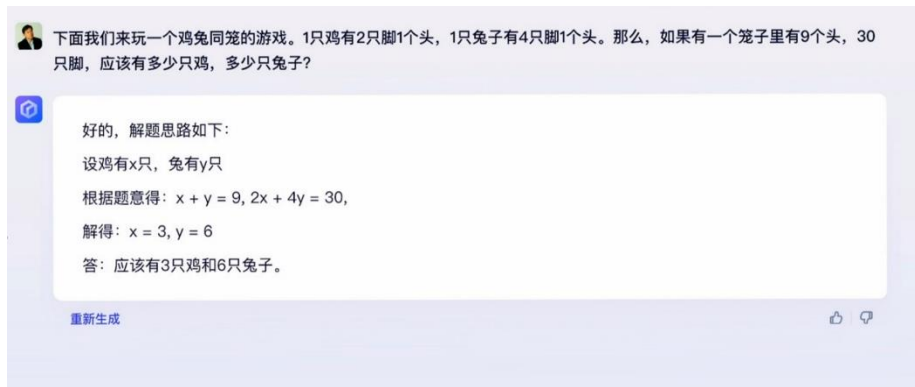 下面我们来玩一个鸡兔同笼的游戏。1只鸡有2只脚1个头，1只兔子有4只脚1个头。那么，如果有一个笼子里有9个头，30
只脚，应该有多少只鸡，多少只兔子？
好的，解题思路如下：
设鸡有x只，兔有y只
根据题意得：x + y = 9, 2x + 4y = 30,
解得：x = 3, y = 6
答：应该有3只鸡和6只兔子。
重新生成